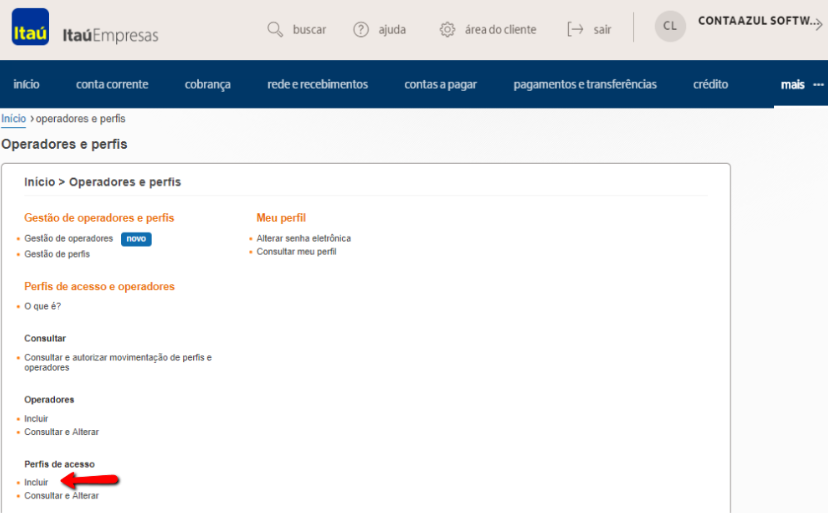 Itaú
ItaúEmpresas
buscar
ajuda
área do cliente
sair
CL
CONTAAZUL SOFTW...
início
conta corrente
cobrança
rede e recebimentos
contas a pagar
pagamentos e transferências
crédito
mais ···
Início › operadores e perfis
Operadores e perfis
Início > Operadores e perfis
Gestão de operadores e perfis
Gestão de operadores novo
Gestão de perfis
Meu perfil
Alterar senha eletrônica
Consultar meu perfil
Perfis de acesso e operadores
O que é?
Consultar
Consultar e autorizar movimentação de perfis e
operadores
Operadores
Incluir
Consultar e Alterar
Perfis de acesso
Incluir
Consultar e Alterar